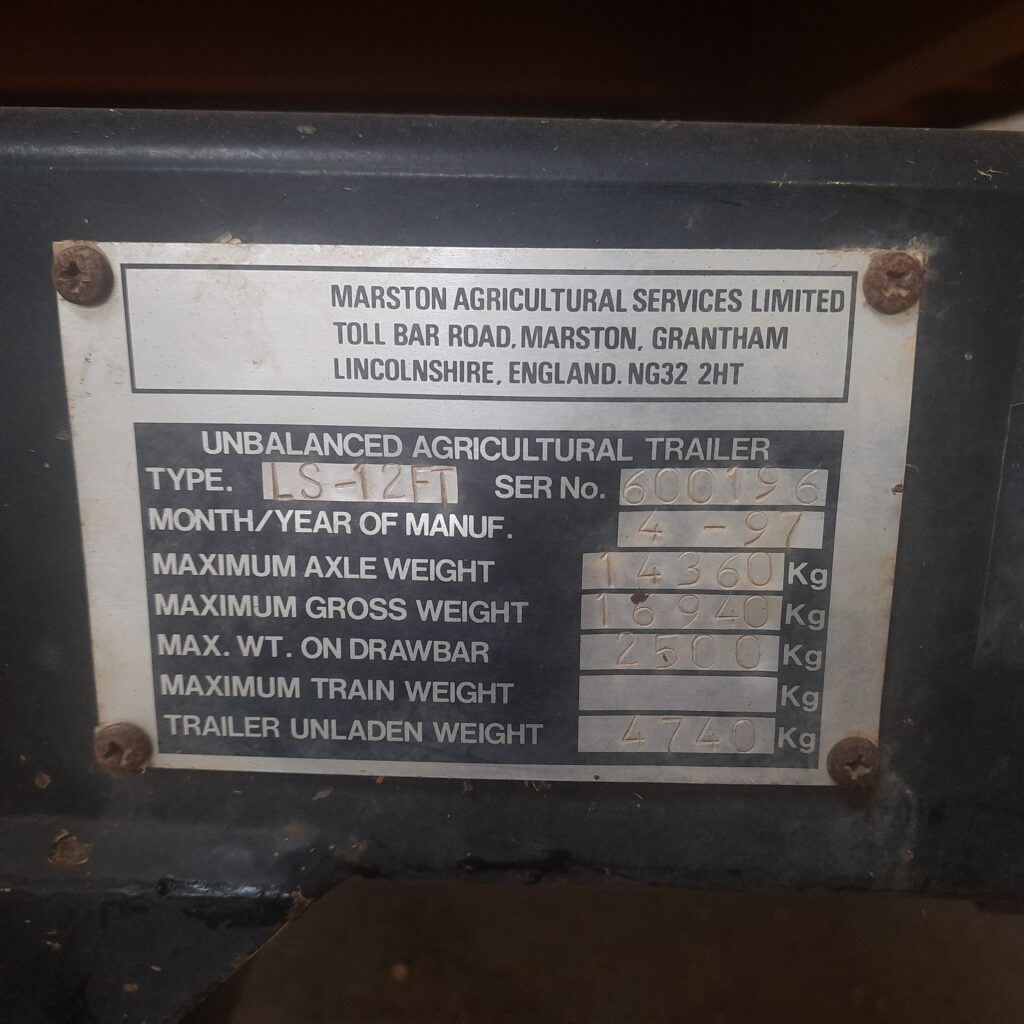 MARSTON AGRICULTURAL SERVICES LIMITED
TOLL BAR ROAD, MARSTON, GRANTHAM
LINCOLNSHIRE, ENGLAND. NG32 2HT
UNBALANCED AGRICULTURAL TRAILER
TYPE. LS-12FT SER No. 600196
MONTH/YEAR OF MANUF. 4 - 97
MAXIMUM AXLE WEIGHT 14360 Kg
MAXIMUM GROSS WEIGHT 16940 Kg
MAX. WT. ON DRAWBAR 2500 Kg
MAXIMUM TRAIN WEIGHT Kg
TRAILER UNLADEN WEIGHT 4740 Kg